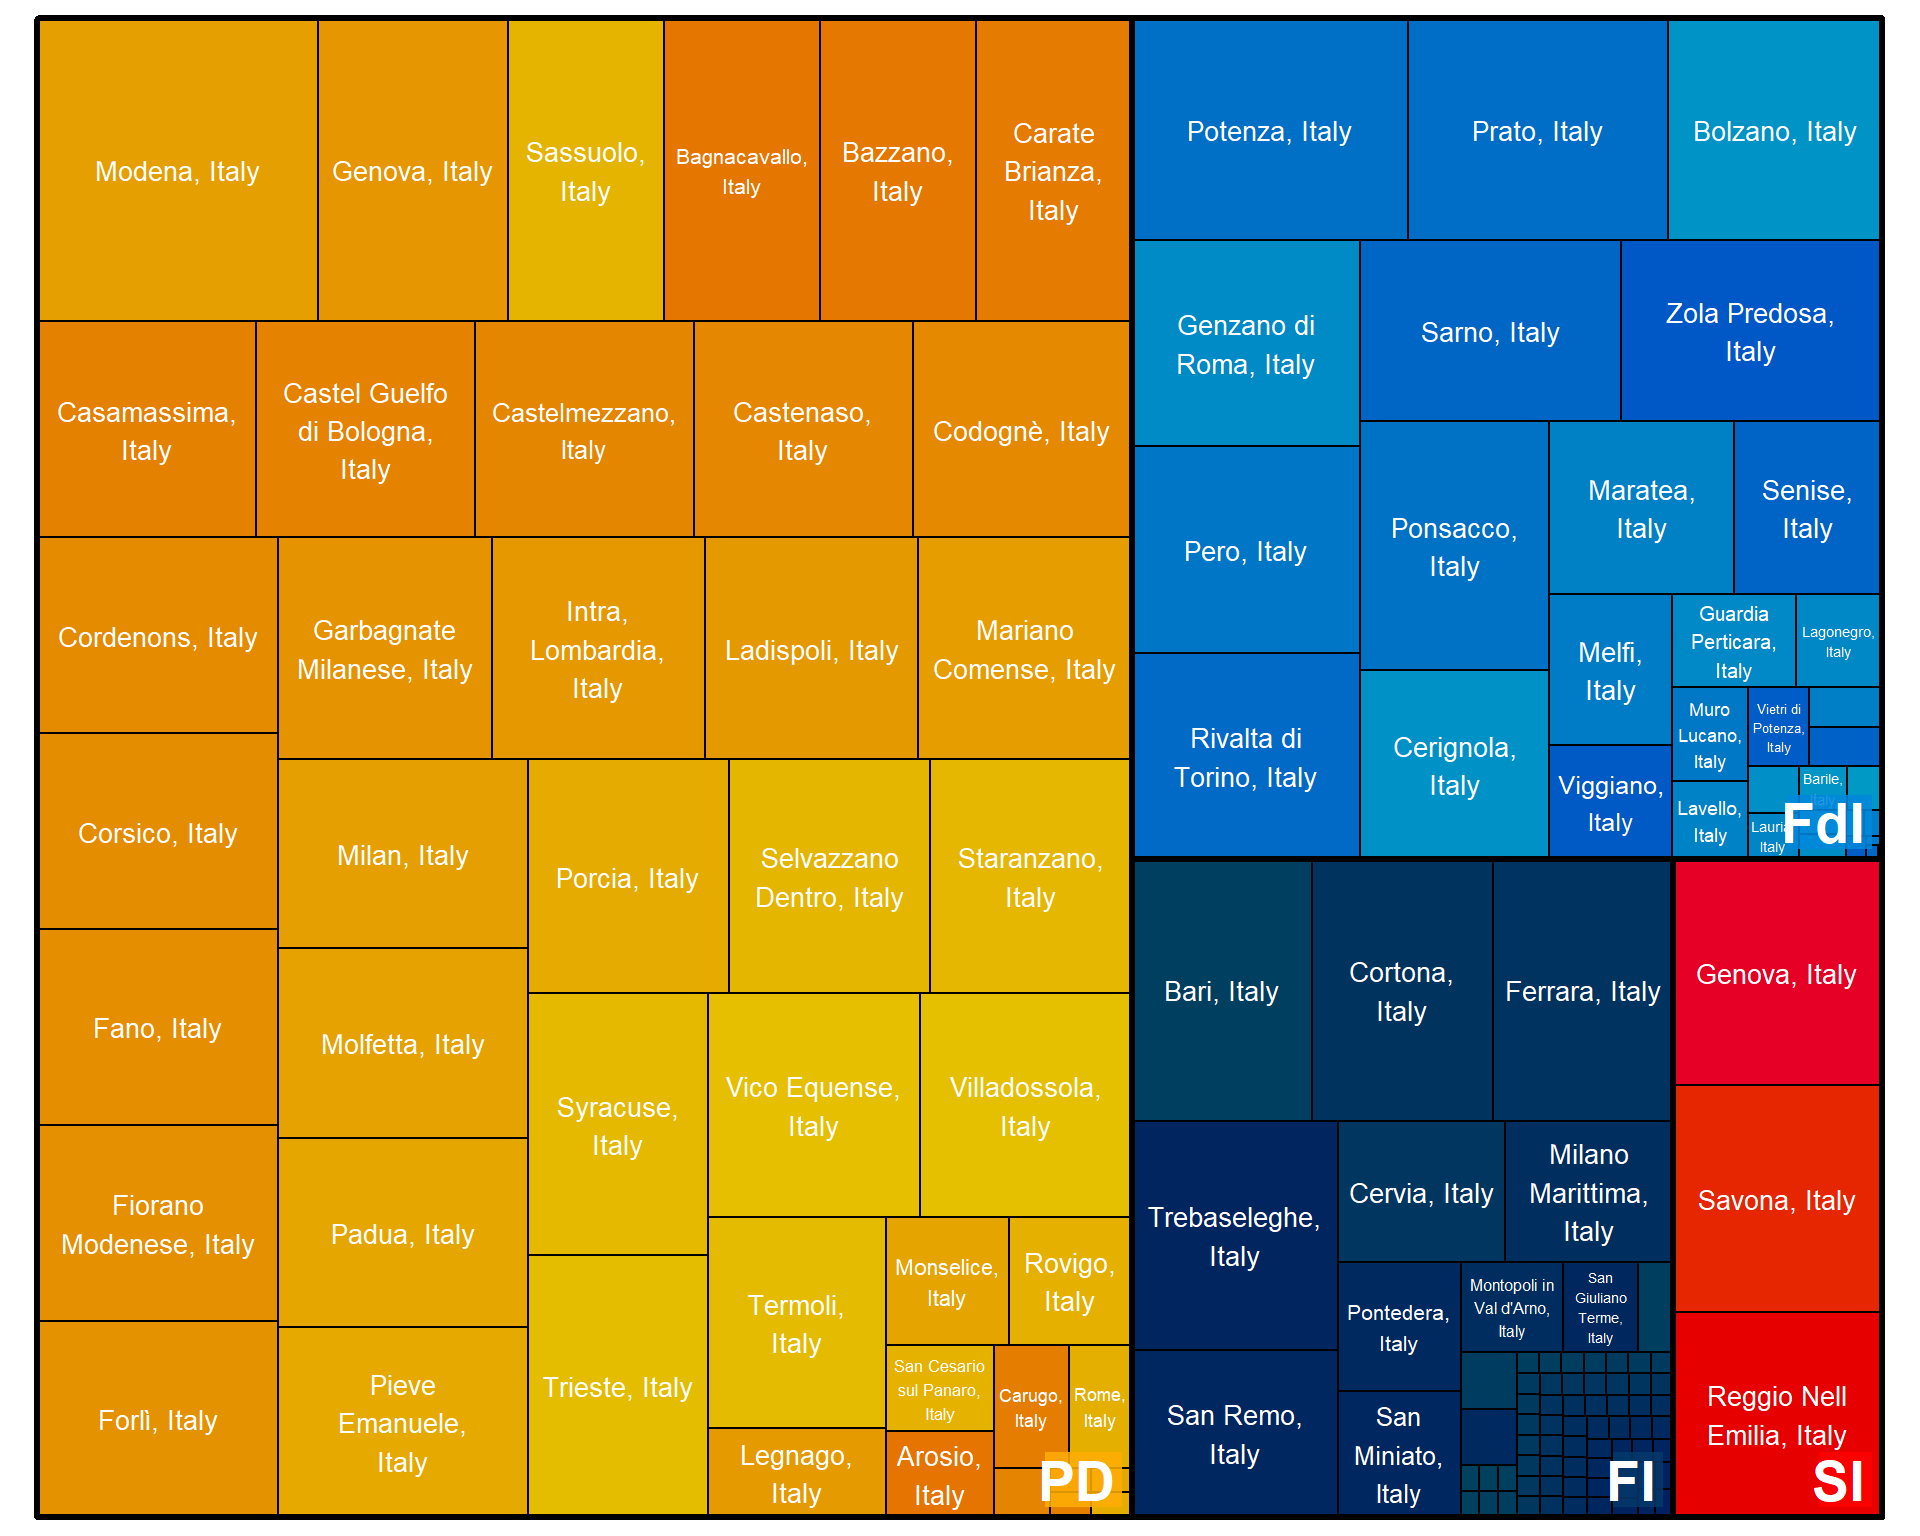 Modena, Italy
Genova, Italy
Sassuolo,
Italy
Bagnacavallo,
Italy
Bazzano,
Italy
Carate
Brianza,
Italy
Casamassima,
Italy
Castel Guelfo
di Bologna,
Italy
Castelmezzano,
Italy
Castenaso,
Italy
Codognè, Italy
Cordenons, Italy
Garbagnate
Milanese, Italy
Intra,
Lombardia,
Italy
Ladispoli, Italy
Mariano
Comense, Italy
Corsico, Italy
Milan, Italy
Porcia, Italy
Selvazzano
Dentro, Italy
Staranzano,
Italy
Fano, Italy
Molfetta, Italy
Syracuse,
Italy
Vico Equense,
Italy
Villadossola,
Italy
Fiorano
Modenese, Italy
Padua, Italy
Termoli,
Italy
Monselice,
Italy
Rovigo,
Italy
Forlì, Italy
Pieve
Emanuele,
Italy
Trieste, Italy
San Cesario
sul Panaro,
Italy
Carugo,
Italy
Rome,
Italy
Legnago,
Italy
Arosio,
Italy
PD
Potenza, Italy
Prato, Italy
Bolzano, Italy
Genzano di
Roma, Italy
Sarno, Italy
Zola Predosa,
Italy
Pero, Italy
Ponsacco,
Italy
Maratea,
Italy
Senise,
Italy
Melfi,
Italy
Guardia
Perticara,
Italy
Lagonegro,
Italy
Rivalta di
Torino, Italy
Cerignola,
Italy
Viggiano,
Italy
Muro
Lucano,
Italy
Vietri di
Potenza,
Italy
Lavello,
Italy
Barile,
Italy
Lauria,
Italy
FdI
Bari, Italy
Cortona,
Italy
Ferrara, Italy
Trebaseleghe,
Italy
Cervia, Italy
Milano
Marittima,
Italy
Pontedera,
Italy
Montopoli in
Val d'Arno,
Italy
San
Giuliano
Terme,
Italy
San Remo,
Italy
San
Miniato,
Italy
FI
Genova, Italy
Savona, Italy
Reggio Nell
Emilia, Italy
SI